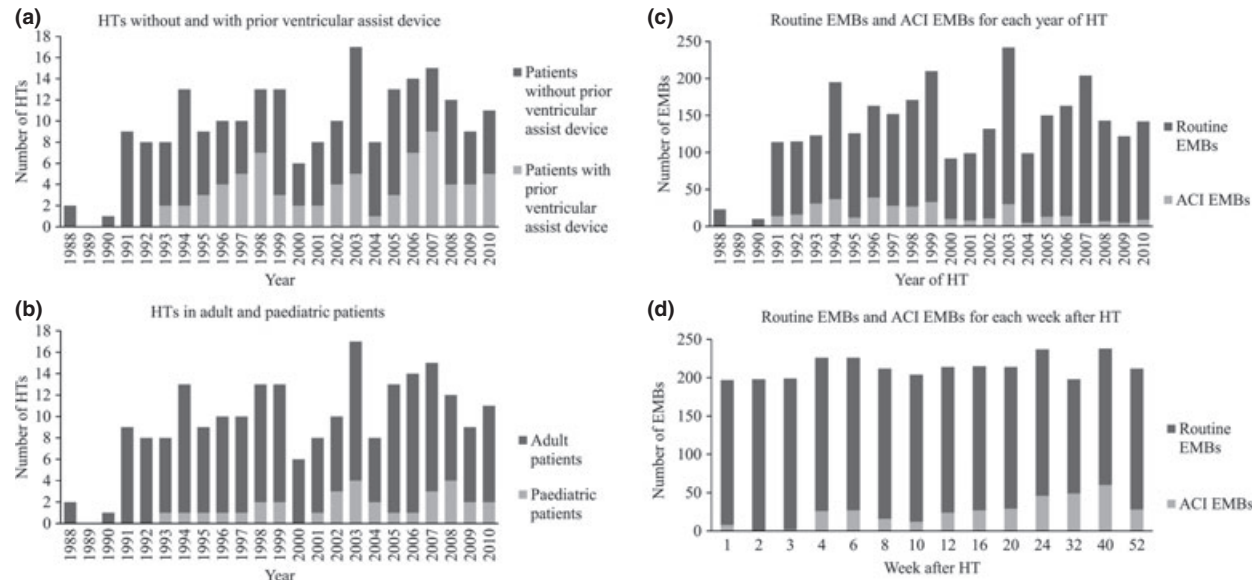 (a)
HTs without and with prior ventricular assist device
Number of HTs
18
16
14
12
10
8
6
4
2
0
1988
1989
1990
1991
1992
1993
1994
1995
1996
1997
1998
1999
2000
2001
2002
2003
2004
2005
2006
2007
2008
2009
2010
Year
Patients
without prior
ventricular
assist device
Patients with
prior
ventricular
assist device
(b)
HTs in adult and paediatric patients
Number of HTs
18
16
14
12
10
8
6
4
2
0
1988
1989
1990
1991
1992
1993
1994
1995
1996
1997
1998
1999
2000
2001
2002
2003
2004
2005
2006
2007
2008
2009
2010
Year
Adult
patients
Paediatric
patients
(c)
Routine EMBs and ACI EMBs for each year of HT
Number of EMBs
250
200
150
100
50
0
1988
1989
1990
1991
1992
1993
1994
1995
1996
1997
1998
1999
2000
2001
2002
2003
2004
2005
2006
2007
2008
2009
2010
Year of HT
Routine
EMBs
ACI EMBs
(d)
Routine EMBs and ACI EMBs for each week after HT
Number of EMBs
250
200
150
100
50
0
1 2 3 4 6 8 10 12 16 20 24 32 40 52
Week after HT
Routine
EMBs
ACI EMBs